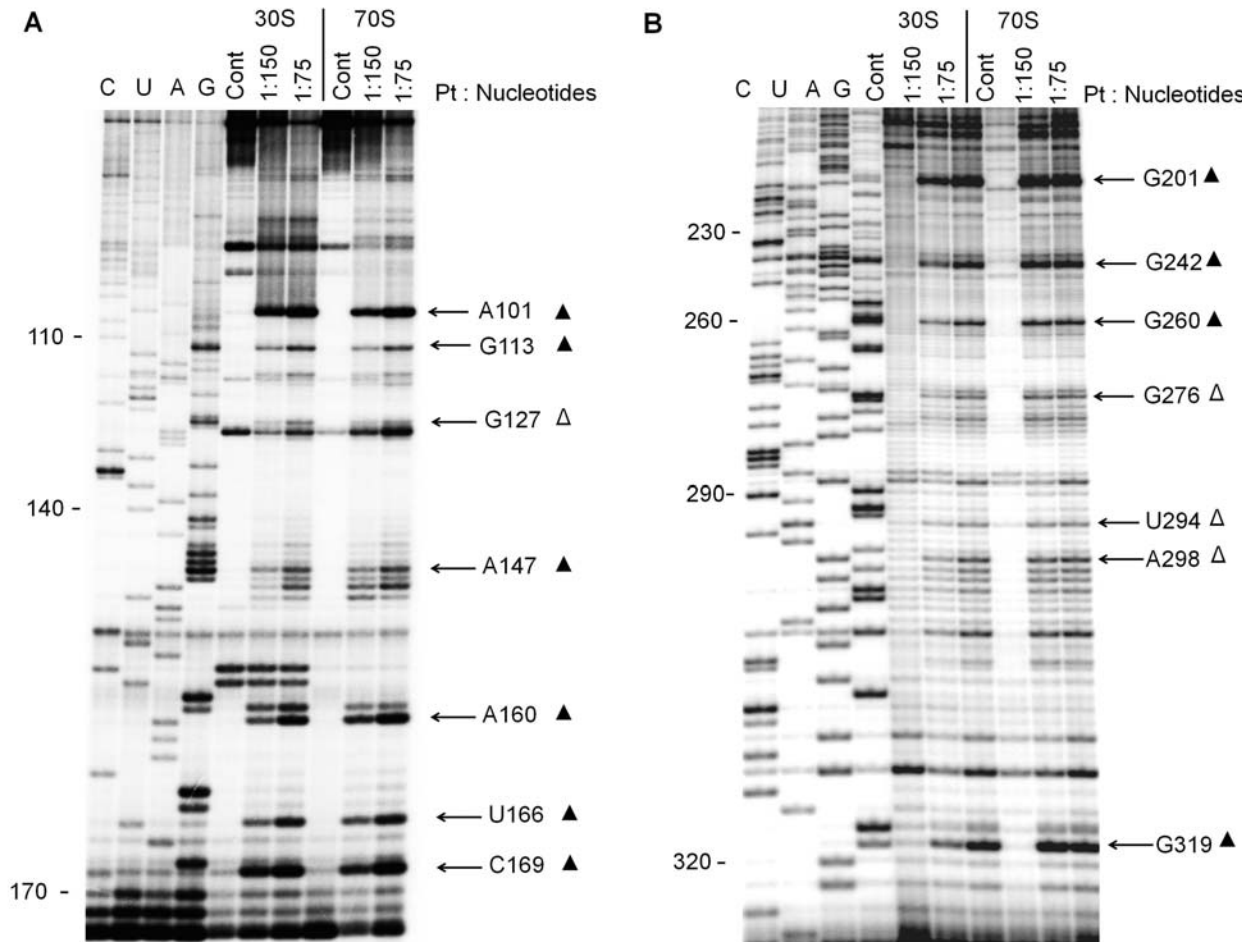 A
30S 70S
C U A G Cont 1:150 1:75 Cont 1:150 1:75 Pt : Nucleotides
A101 ▲
110 -
G113 ▲
G127 Δ
140 -
A147 ▲
A160 ▲
U166 ▲
C169 ▲
170 -
B
30S 70S
C U A G Cont 1:150 1:75 Cont 1:150 1:75 Pt : Nucleotides
G201 ▲
230 -
G242 ▲
260 -
G260 ▲
G276 Δ
290-
U294 Δ
A298 Δ
G319 ▲
320 -